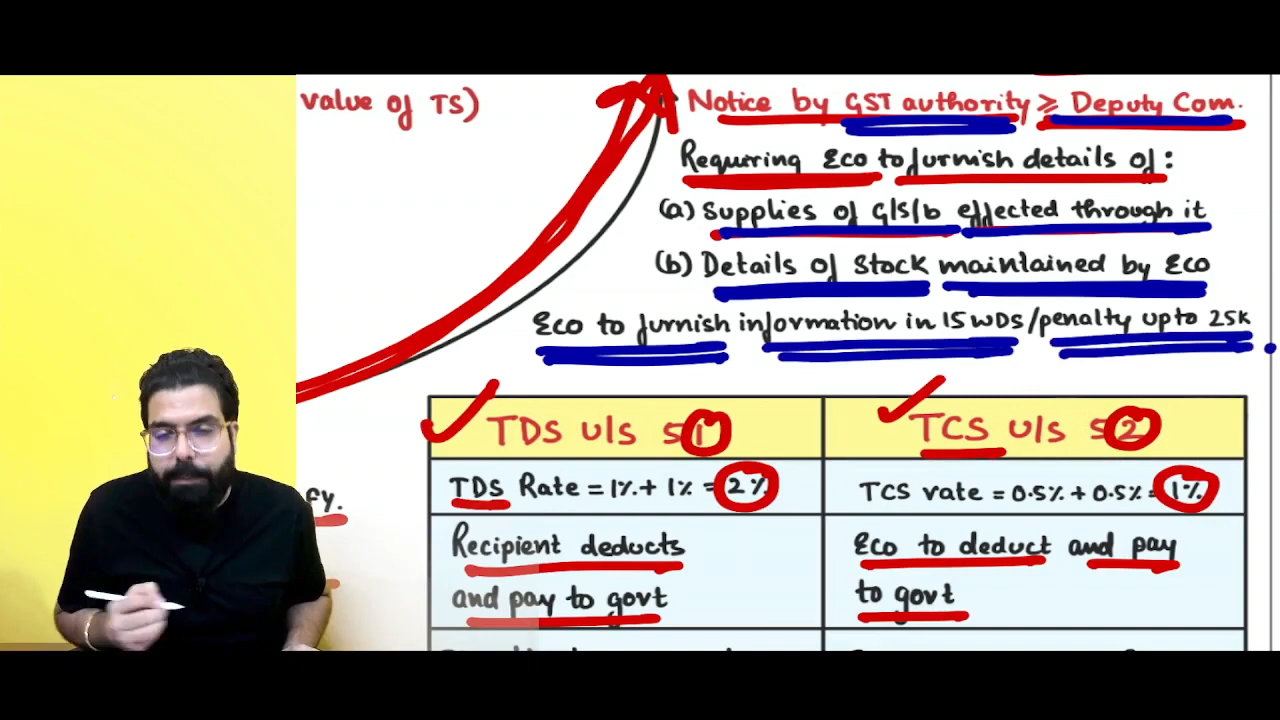 value of TS)
Notice by GST authority ≥ Deputy Com.
Requiring Eco to furnish details of:
(a) Supplies of G/S/b effected through it
(b) Details of Stock maintained by Eco
Eco to furnish information in 15 WDs/penalty upto 25K
fy.
TDS u/s 51
TCS u/s 52
TDS Rate = 1% + 1% = 2%
TCS rate = 0.5% + 0.5% = 1%
Recipient deducts
and pay to govt
Eco to deduct and pay
to govt